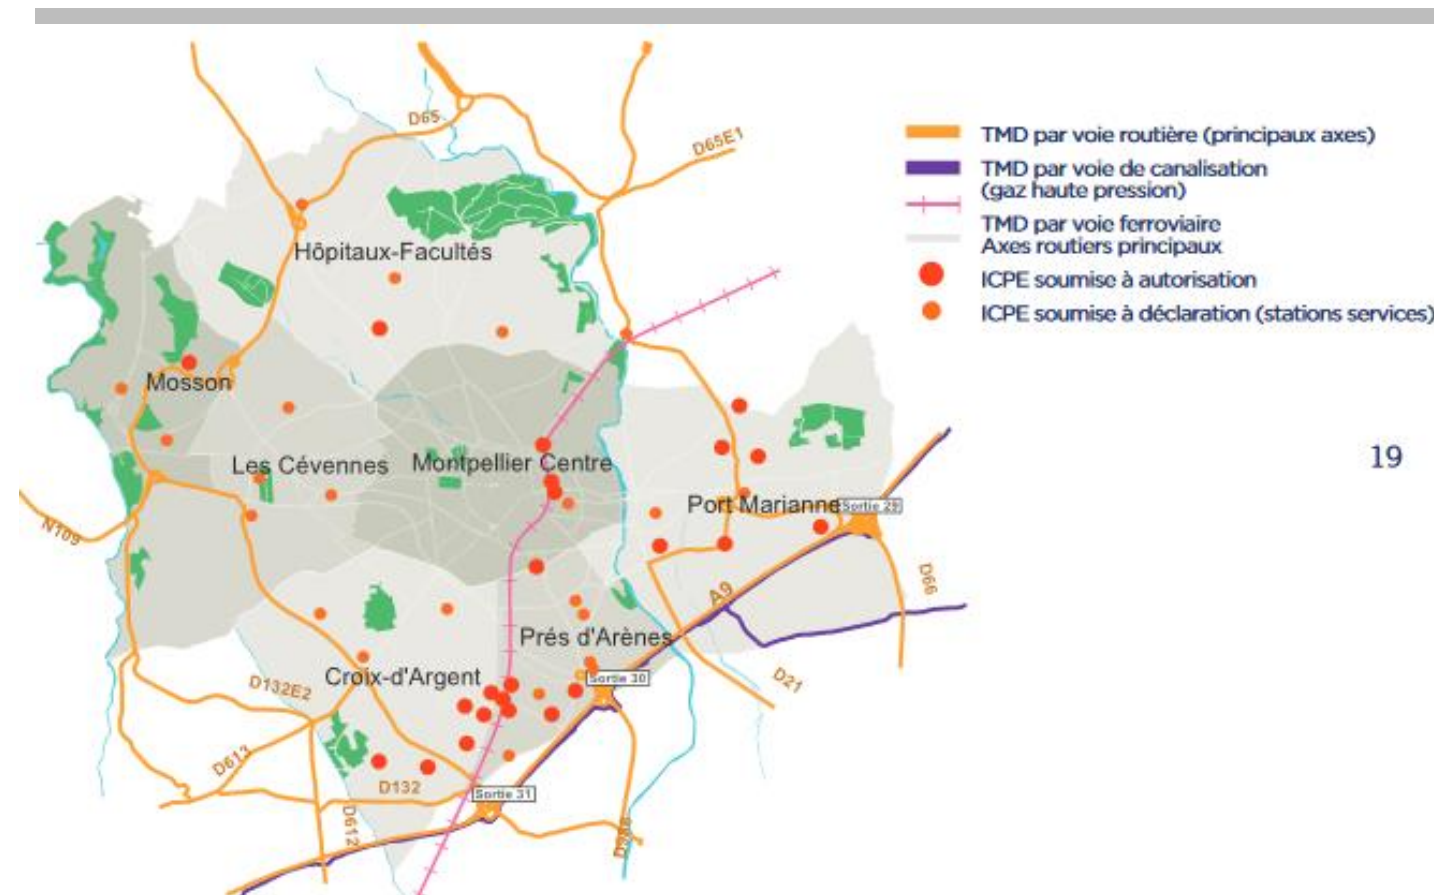 D65
D65E1
TMD par voie routière (principaux axes)
TMD par voie de canalisation
(gaz haute pression)
TMD par voie ferroviaire
Axes routiers principaux
ICPE soumise à autorisation
ICPE soumise à déclaration (stations services)
Hôpitaux-Facultés
Mosson
Les Cévennes
Montpellier Centre
19
Port Marianne
Sortie 29
N109
D66
A9
Prés d'Arènes
Croix-d'Argent
Sortie 30
D132E2
D21
D613
D132
Sortie 31
D612